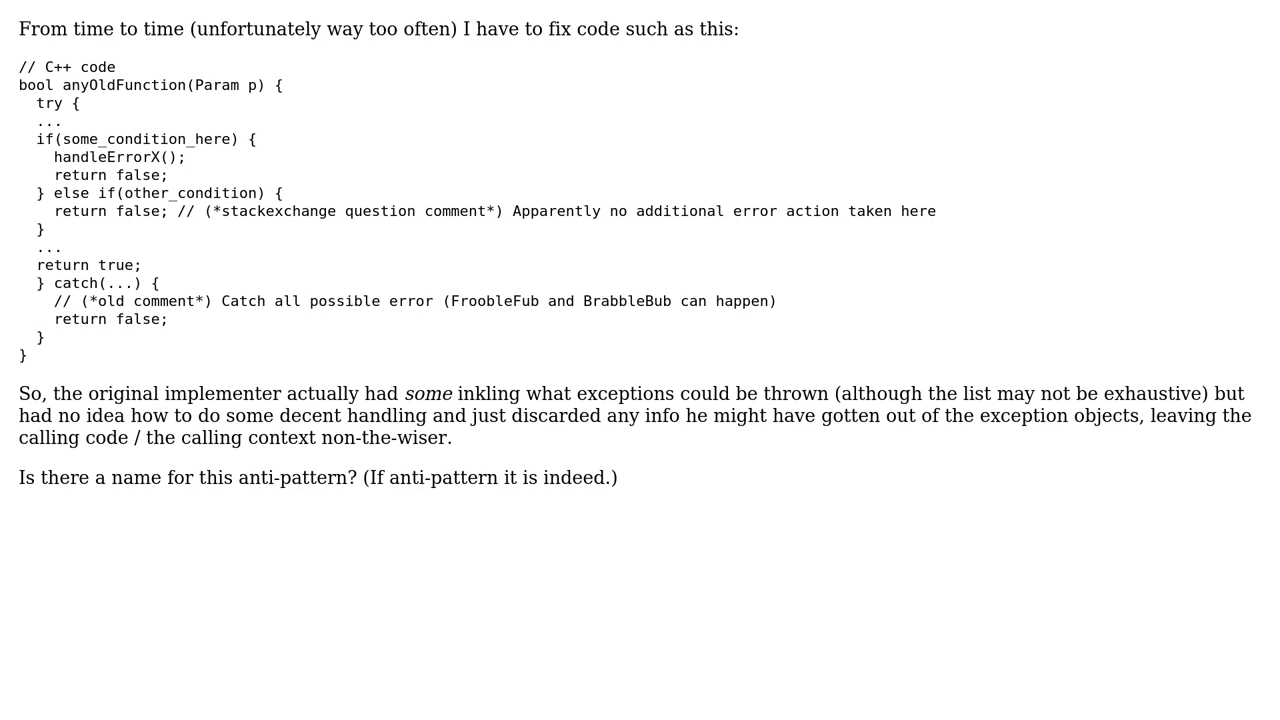 From time to time (unfortunately way too often) I have to fix code such as this:
// C++ code
bool anyOldFunction(Param p) {
  try {
  ...
  if(some_condition_here) {
    handleErrorX();
    return false;
  } else if(other_condition) {
    return false; // (*stackexchange question comment*) Apparently no additional error action taken here
  }
  ...
  return true;
  } catch(...) {
    // (*old comment*) Catch all possible error (FroobleFub and BrabbleBub can happen)
    return false;
  }
}
So, the original implementer actually had some inkling what exceptions could be thrown (although the list may not be exhaustive) but
had no idea how to do some decent handling and just discarded any info he might have gotten out of the exception objects, leaving the
calling code / the calling context non-the-wiser.
Is there a name for this anti-pattern? (If anti-pattern it is indeed.)